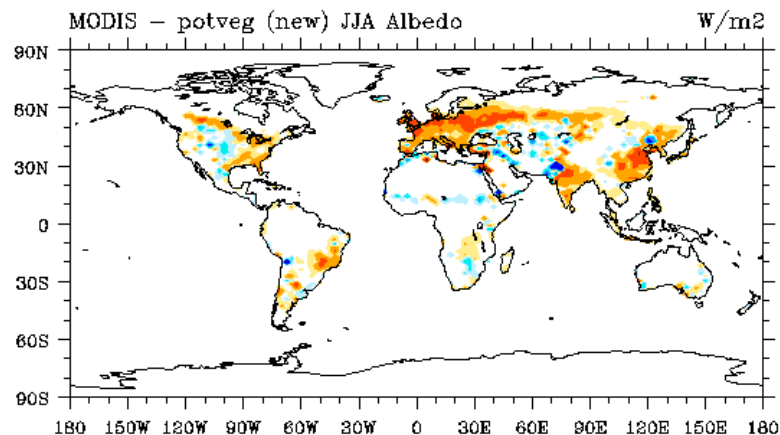 MODIS - potveg (new) JJA Albedo W/m2
90N
60N
30N
0
30S
60S
90S
180 150W 120W 90W 60W 30W 0 30E 60E 90E 120E 150E 180